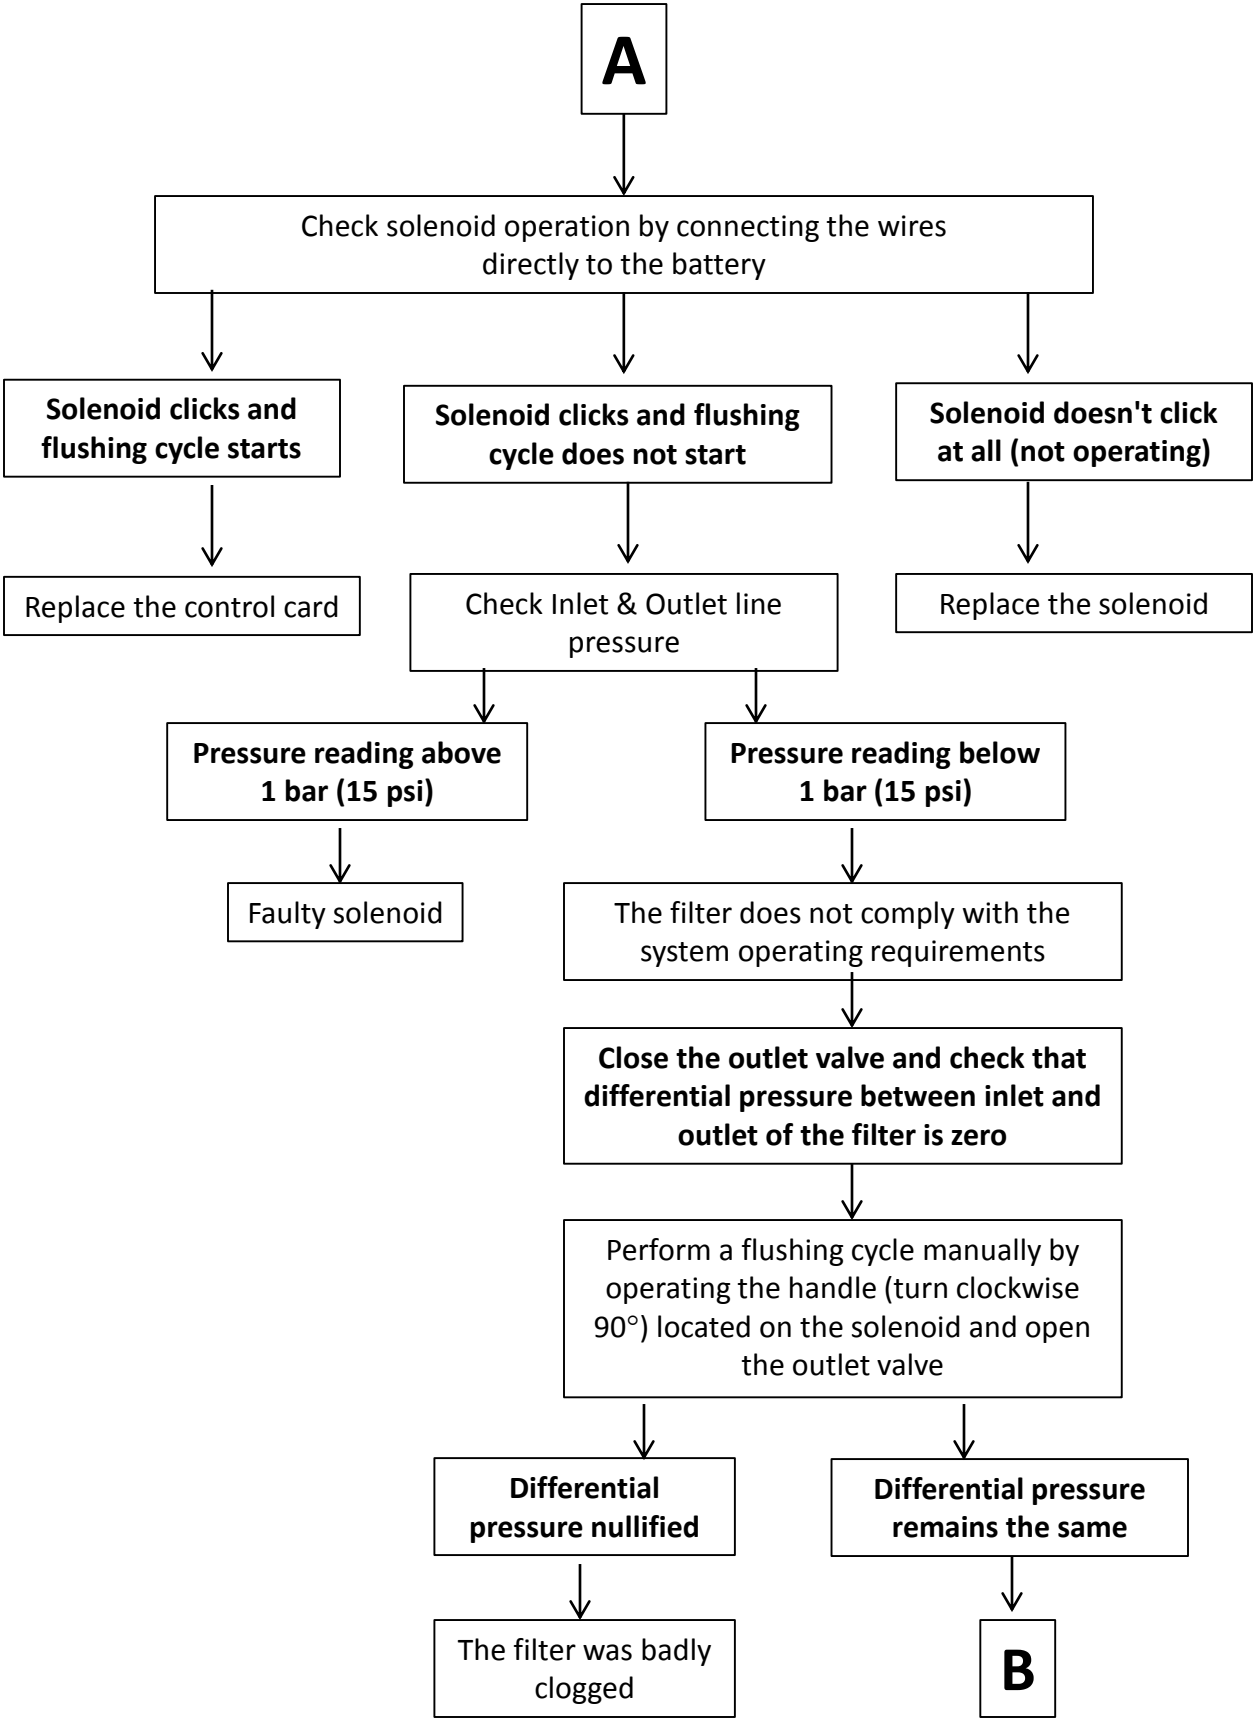 A
Check solenoid operation by connecting the wires
directly to the battery
Solenoid clicks and
flushing cycle starts
Solenoid clicks and flushing
cycle does not start
Solenoid doesn't click
at all (not operating)
Replace the control card
Check Inlet & Outlet line
pressure
Replace the solenoid
Pressure reading above
1 bar (15 psi)
Pressure reading below
1 bar (15 psi)
Faulty solenoid
The filter does not comply with the
system operating requirements
Close the outlet valve and check that
differential pressure between inlet and
outlet of the filter is zero
Perform a flushing cycle manually by
operating the handle (turn clockwise
90°) located on the solenoid and open
the outlet valve
Differential
pressure nullified
Differential pressure
remains the same
The filter was badly
clogged
B